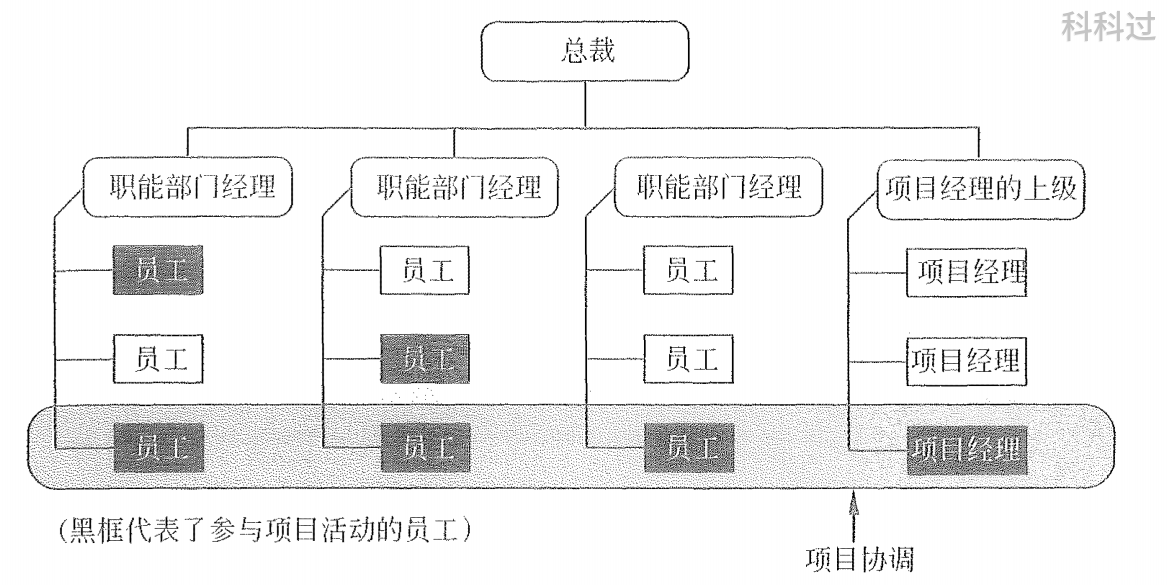 科科过
总裁
职能部门经理
职能部门经理
职能部门经理
项目经理的上级
员工
员工
员工
项目经理
员工
员工
员工
项目经理
员工
员工
员工
项目经理
(黑框代表了参与项目活动的员工)
项目协调